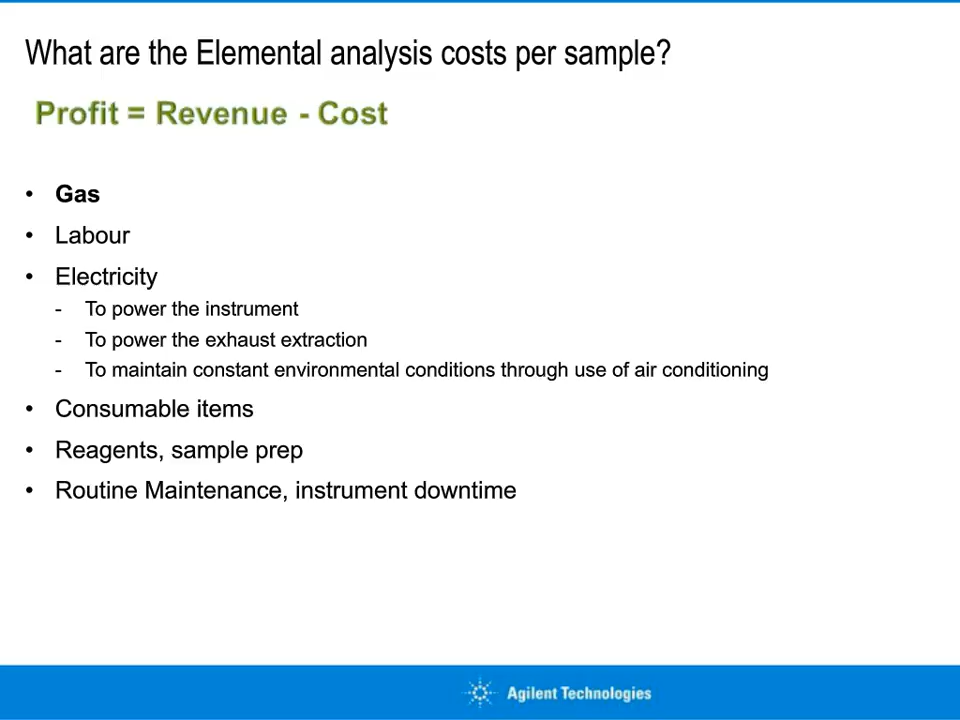 What are the Elemental analysis costs per sample?
Profit = Revenue - Cost
• Gas
• Labour
• Electricity
- To power the instrument
- To power the exhaust extraction
- To maintain constant environmental conditions through use of air conditioning
• Consumable items
• Reagents, sample prep
• Routine Maintenance, instrument downtime
Agilent Technologies